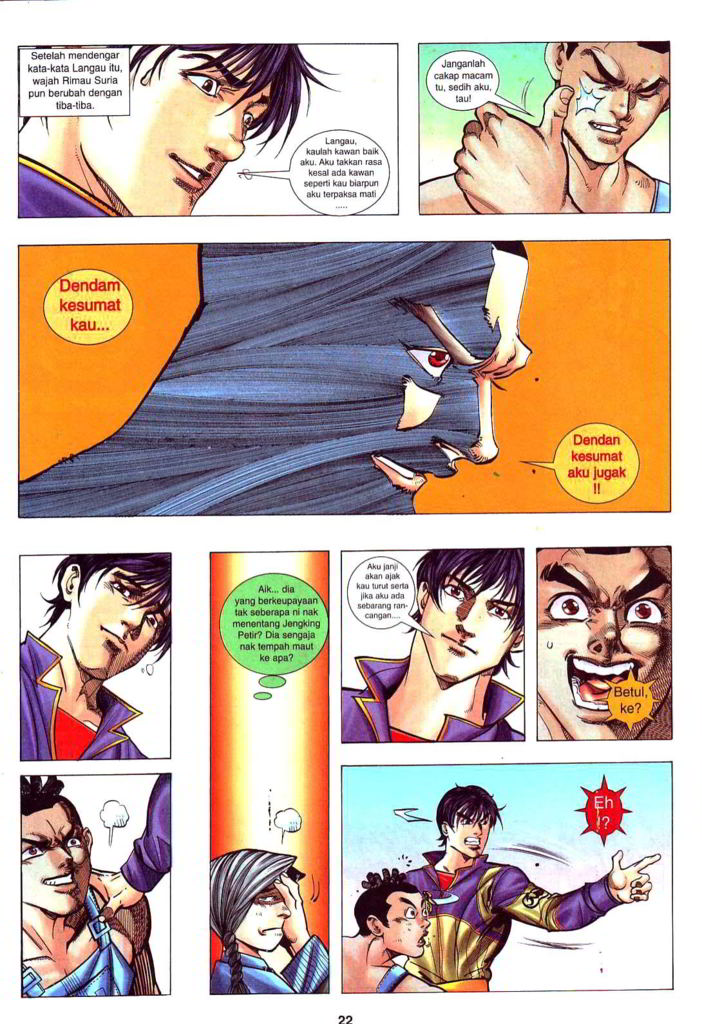 Setelah mendengar
kata-kata Langau itu,
wajah Rimau Suria
pun berubah dengan
tiba-tiba.
Langau,
kaulah kawan baik
aku. Aku takkan rasa
kesal ada kawan
seperti kau biarpun
aku terpaksa mati
.....
Janganlah
cakap macam
tu, sedih aku,
tau!
Dendam
kesumat
kau...
Dendan
kesumat
aku jugak
!!
Aik... dia
yang berkeupayaan
tak seberapa ni nak
menentang Jengking
Petir? Dia sengaja
nak tempah maut
ke apa?
Aku janji
akan ajak
kau turut serta
jika aku ada
sebarang ran-
cangan....
Betul,
ke?
Eh
!?
22